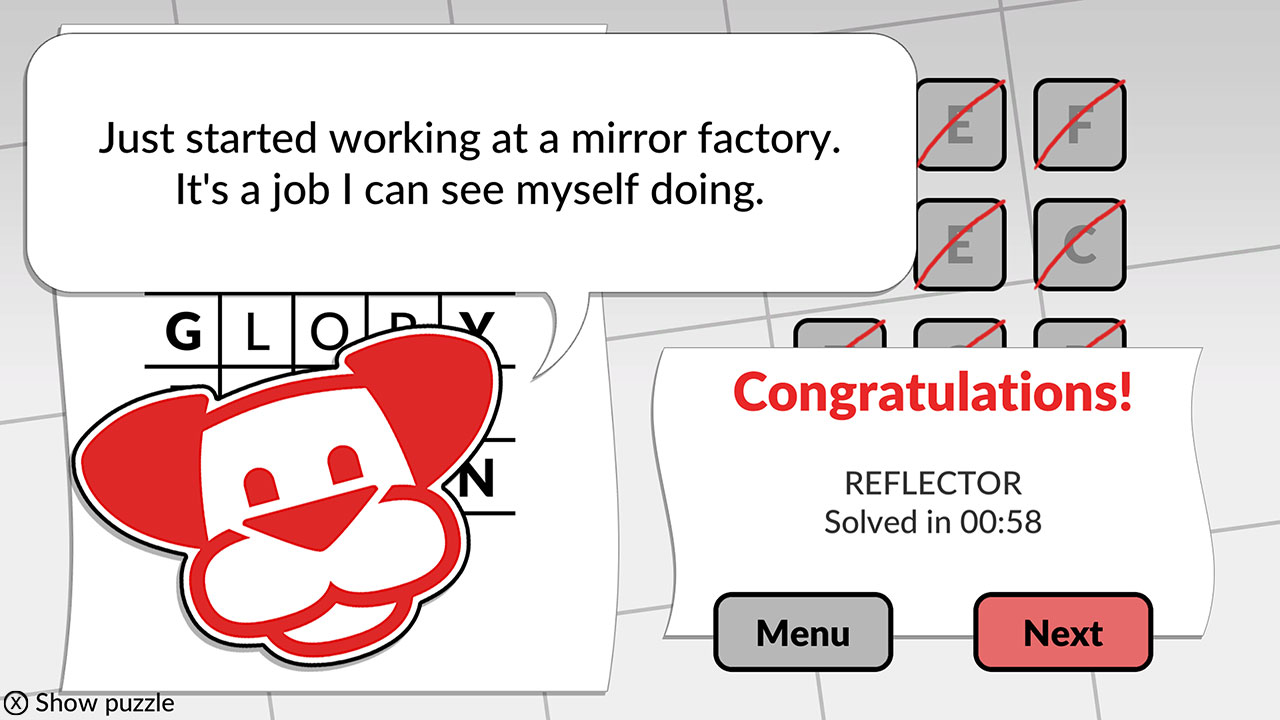 Just started working at a mirror factory.
It's a job I can see myself doing.
E F
E C
G L O
N
Congratulations!
REFLECTOR
Solved in 00:58
Menu Next
X Show puzzle